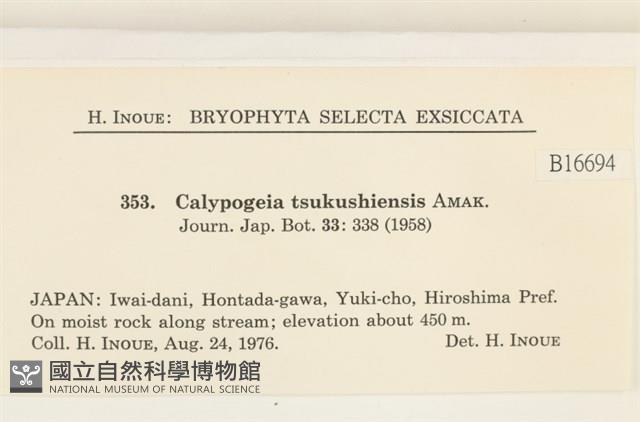 H. INOUE: BRYOPHYTA SELECTA EXSICCATA
B16694
353. Calypogeia tsukushiensis AMAK.
Journ. Jap. Bot. 33: 338 (1958)
JAPAN: Iwai-dani, Hontada-gawa, Yuki-cho, Hiroshima Pref.
On moist rock along stream; elevation about 450 m.
Coll. H. INOUE, Aug. 24, 1976. Det. H. INOUE
國立自然科學博物館
NATIONAL MUSEUM OF NATURAL SCIENCE